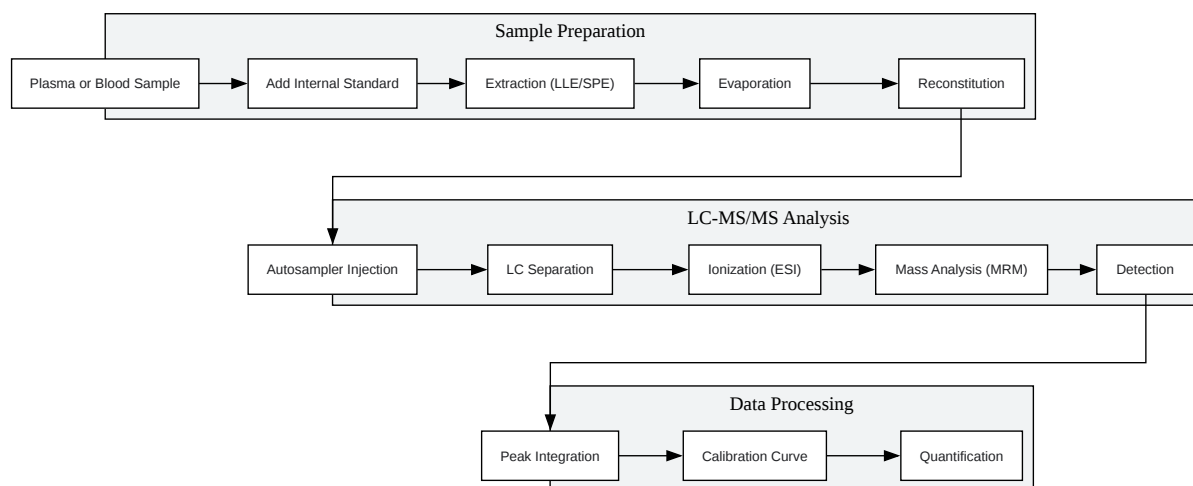 Sample Preparation
Plasma or Blood Sample
Add Internal Standard
Extraction (LLE/SPE)
Evaporation
Reconstitution
LC-MS/MS Analysis
Autosampler Injection
LC Separation
Ionization (ESI)
Mass Analysis (MRM)
Detection
Data Processing
Peak Integration
Calibration Curve
Quantification